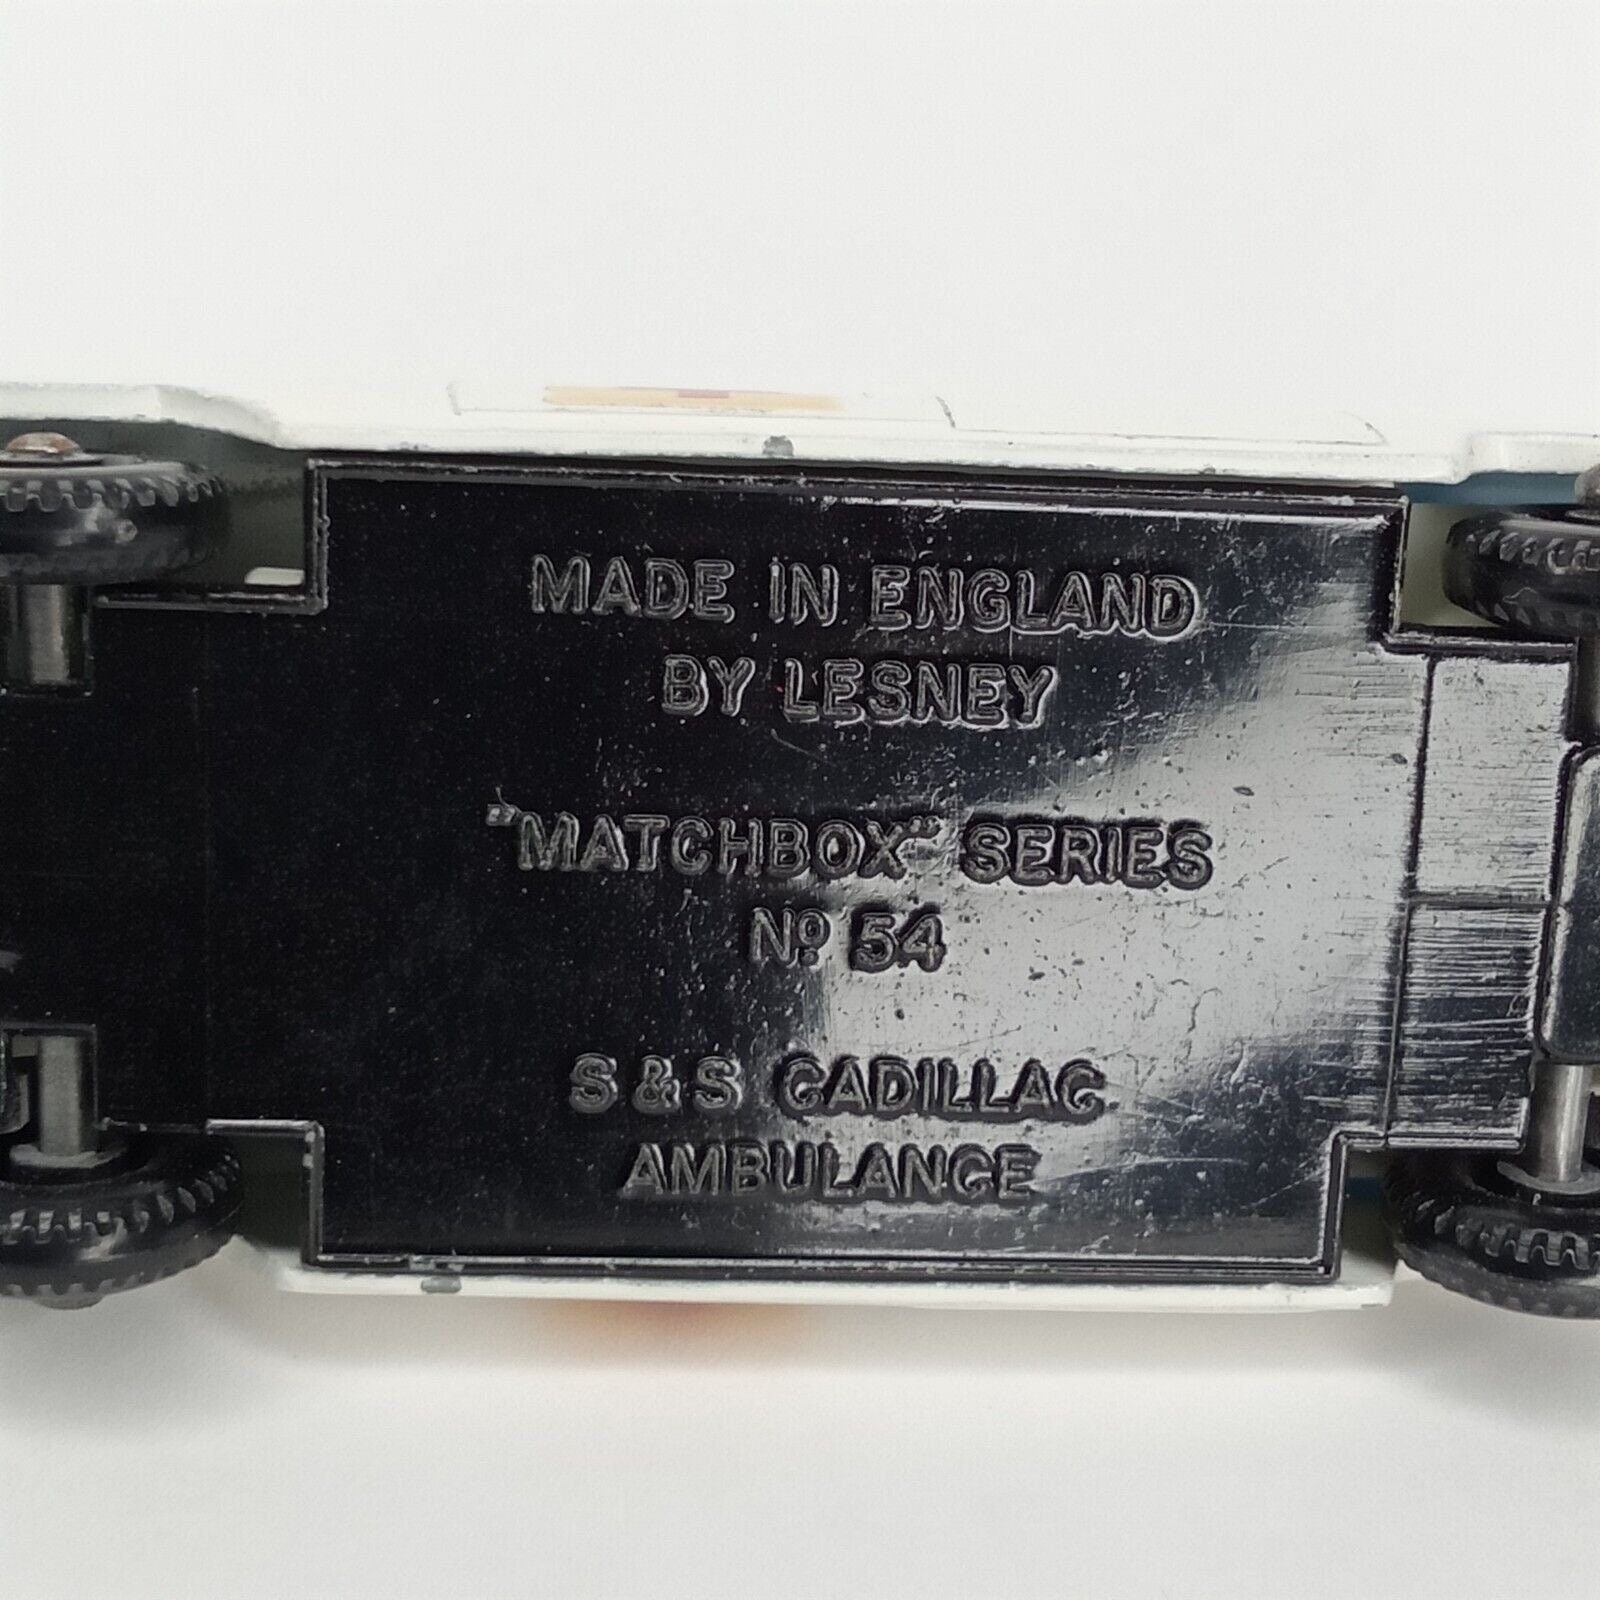 MADE IN ENGLAND
BY LESNEY
"MATCHBOX" SERIES
Nº 54
S & S CADILLAC
AMBULANCE